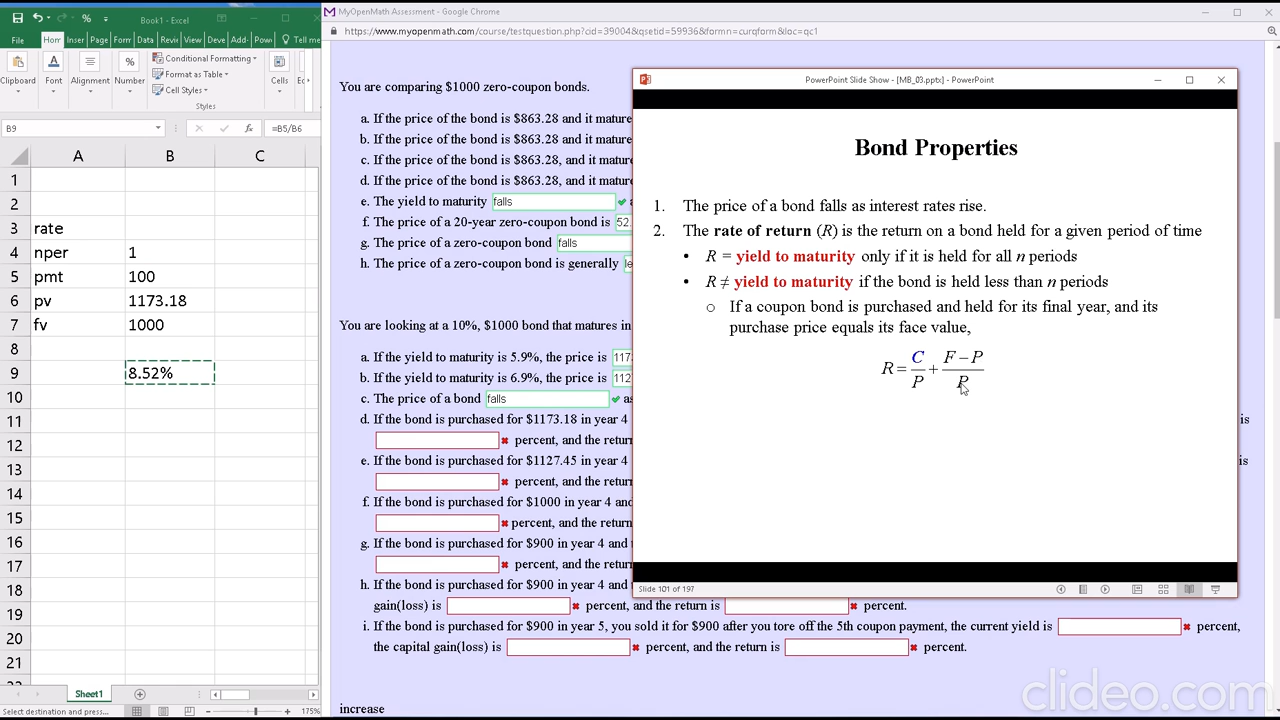 Book1 - Excel
File Horr Inser Page Form Data Revi View Deve Add- Pow Tell me
Clipboard Font Alignment Number Conditional Formatting Format as Table Cell Styles Cells
Styles
B9 fx =B5/B6
A B C
1
2
3 rate
4 nper 1
5 pmt 100
6 pv 1173.18
7 fv 1000
8
9 8.52%
10
11
12
13
14
15
16
17
18
19
20
21
Sheet1
Select destination and press... 175%
MyOpenMath Assessment - Google Chrome
https://www.myopenmath.com/course/testquestion.php?cid=39004&qsetid=59936&formn=curqform&loc=qc1
You are comparing $1000 zero-coupon bonds.
a. If the price of the bond is $863.28 and it mature
b. If the price of the bond is $863.28 and it mature
c. If the price of the bond is $863.28, and it mature
d. If the price of the bond is $863.28, and it mature
e. The yield to maturity falls
f. The price of a 20-year zero-coupon bond is 52.
g. The price of a zero-coupon bond falls
h. The price of a zero-coupon bond is generally le
You are looking at a 10%, $1000 bond that matures in
a. If the yield to maturity is 5.9%, the price is 117
b. If the yield to maturity is 6.9%, the price is 112
c. The price of a bond falls as
d. If the bond is purchased for $1173.18 in year 4 is
percent, and the return
e. If the bond is purchased for $1127.45 in year 4 is
percent, and the return
f. If the bond is purchased for $1000 in year 4 and
percent, and the return
g. If the bond is purchased for $900 in year 4 and
percent, and the return
h. If the bond is purchased for $900 in year 4 and
gain(loss) is percent, and the return is percent.
i. If the bond is purchased for $900 in year 5, you sold it for $900 after you tore off the 5th coupon payment, the current yield is percent,
the capital gain(loss) is percent, and the return is percent.
increase
PowerPoint Slide Show - [MB_03.pptx] - PowerPoint
Bond Properties
1. The price of a bond falls as interest rates rise.
2. The rate of return (R) is the return on a bond held for a given period of time
• R = yield to maturity only if it is held for all n periods
• R ≠ yield to maturity if the bond is held less than n periods
o If a coupon bond is purchased and held for its final year, and its
purchase price equals its face value,
R = C/P + F − P/P
Slide 101 of 197
clideo.com